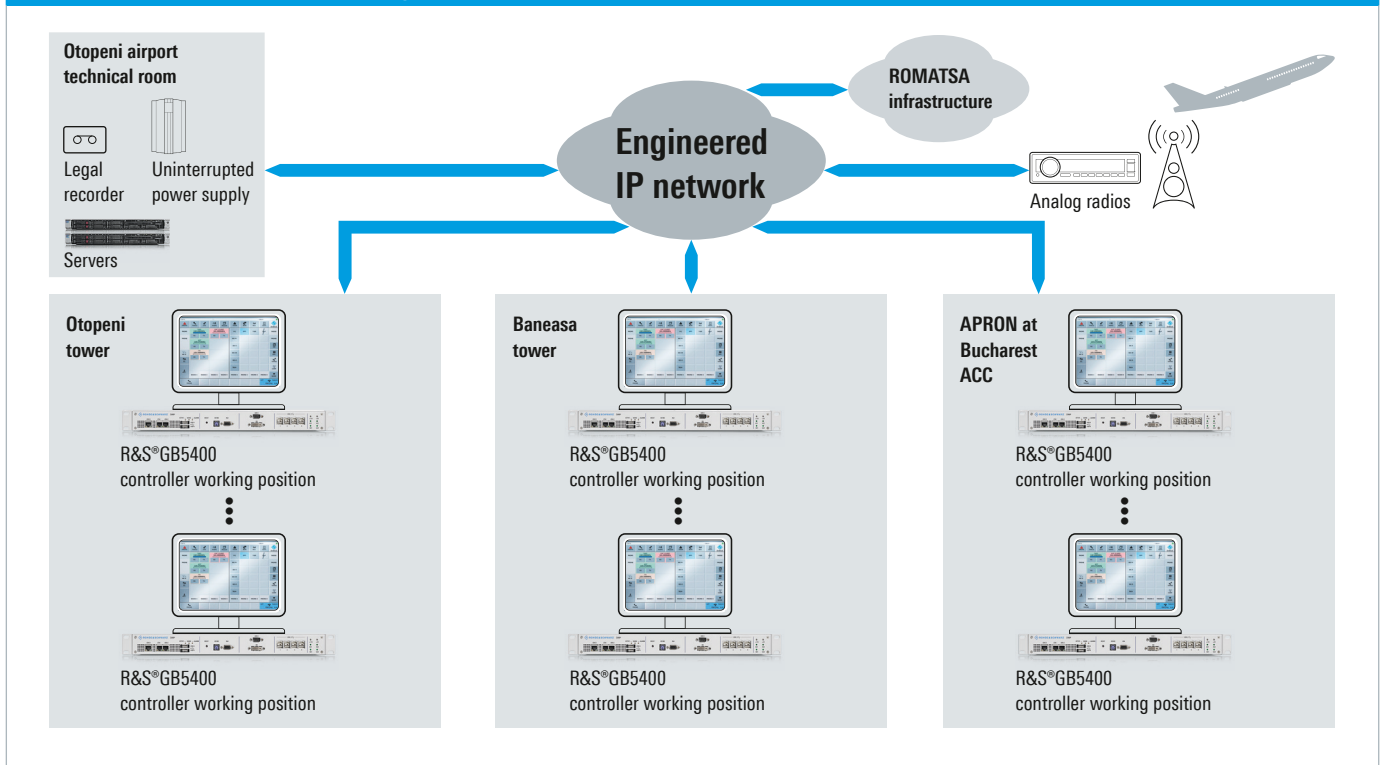 Otopeni airport
technical room
Legal
recorder
Uninterrupted
power supply
Servers
Engineered
IP network
ROMATSA
infrastructure
Analog radios
Otopeni
tower
R&S®GB5400
controller working position
R&S®GB5400
controller working position
Baneasa
tower
R&S®GB5400
controller working position
R&S®GB5400
controller working position
APRON at
Bucharest
ACC
R&S®GB5400
controller working position
R&S®GB5400
controller working position